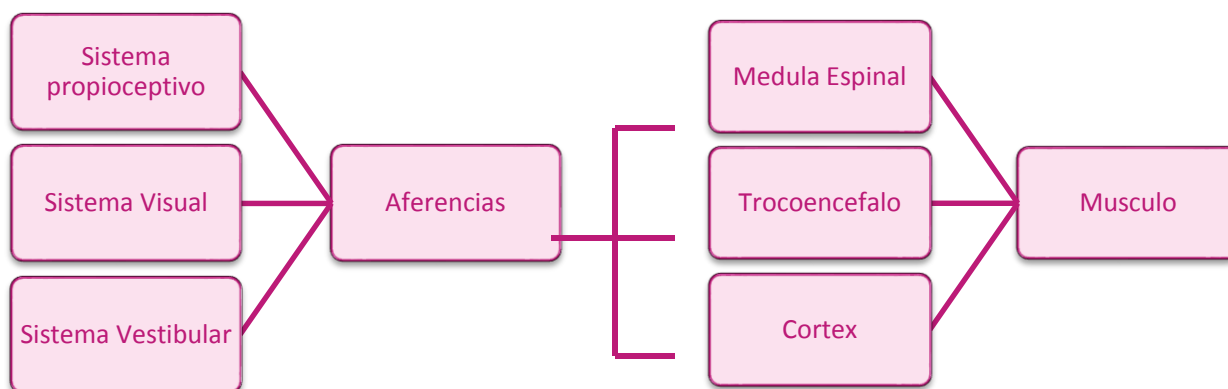 Sistema
propioceptivo
Sistema Visual
Sistema Vestibular
Aferencias
Medula Espinal
Trocoencefalo
Cortex
Musculo